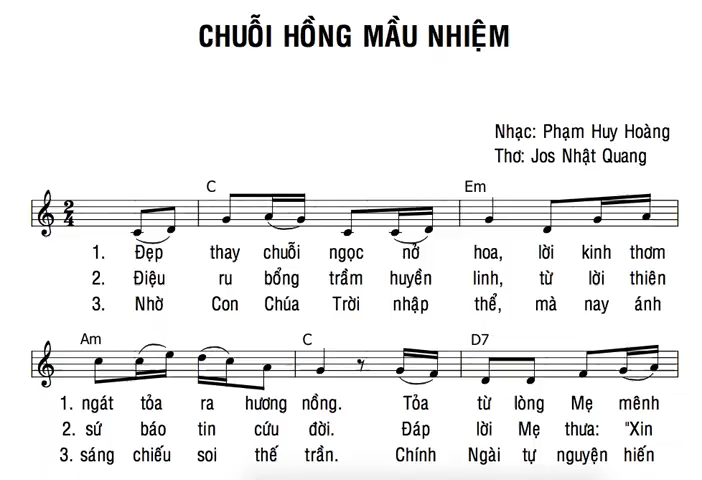 CHUỖI HỒNG MẦU NHIỆM
Nhạc: Phạm Huy Hoàng
Thơ: Jos Nhật Quang
C Em
2
4
1. Đẹp thay chuỗi ngọc nở hoa, lời kinh thơm
2. Điệu ru bổng trầm huyền linh, từ lời thiên
3. Nhờ Con Chúa Trời nhập thể, mà nay ánh
Am C D7
1. ngát tỏa ra hương nồng. Tỏa từ lòng Mẹ mênh
2. sứ báo tin cứu đời. Đáp lời Mẹ thưa: "Xin
3. sáng chiếu soi thế trần. Chính Ngài tự nguyện hiến